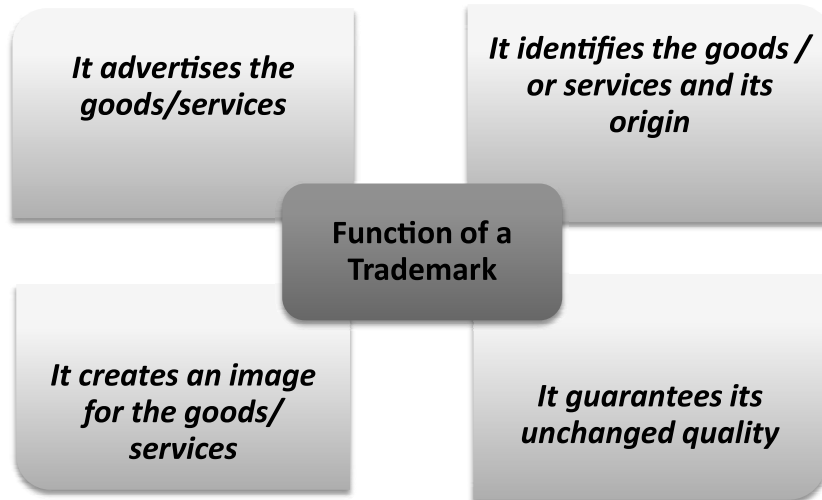 It advertises the
goods/services
It identifies the goods /
or services and its
origin
Function of a
Trademark
It creates an image
for the goods/
services
It guarantees its
unchanged quality